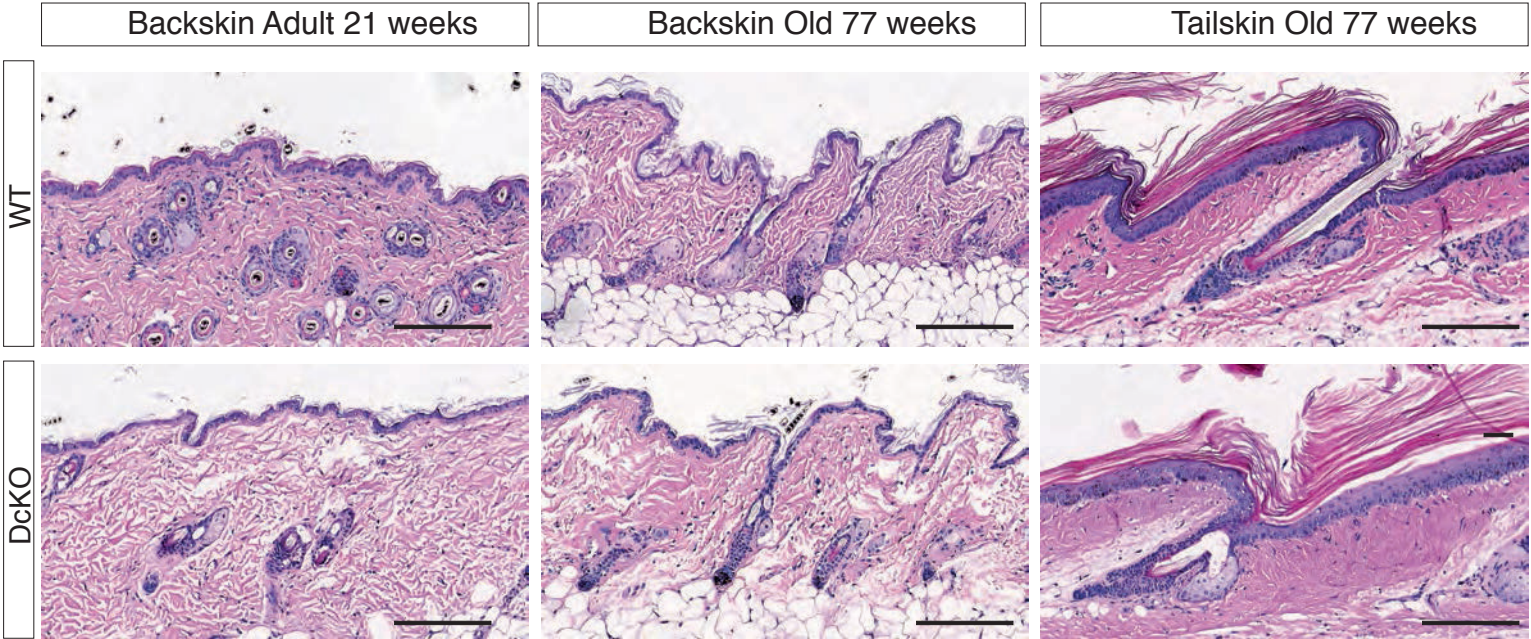 Backskin Adult 21 weeks
Backskin Old 77 weeks
Tailskin Old 77 weeks
WT
DcKO